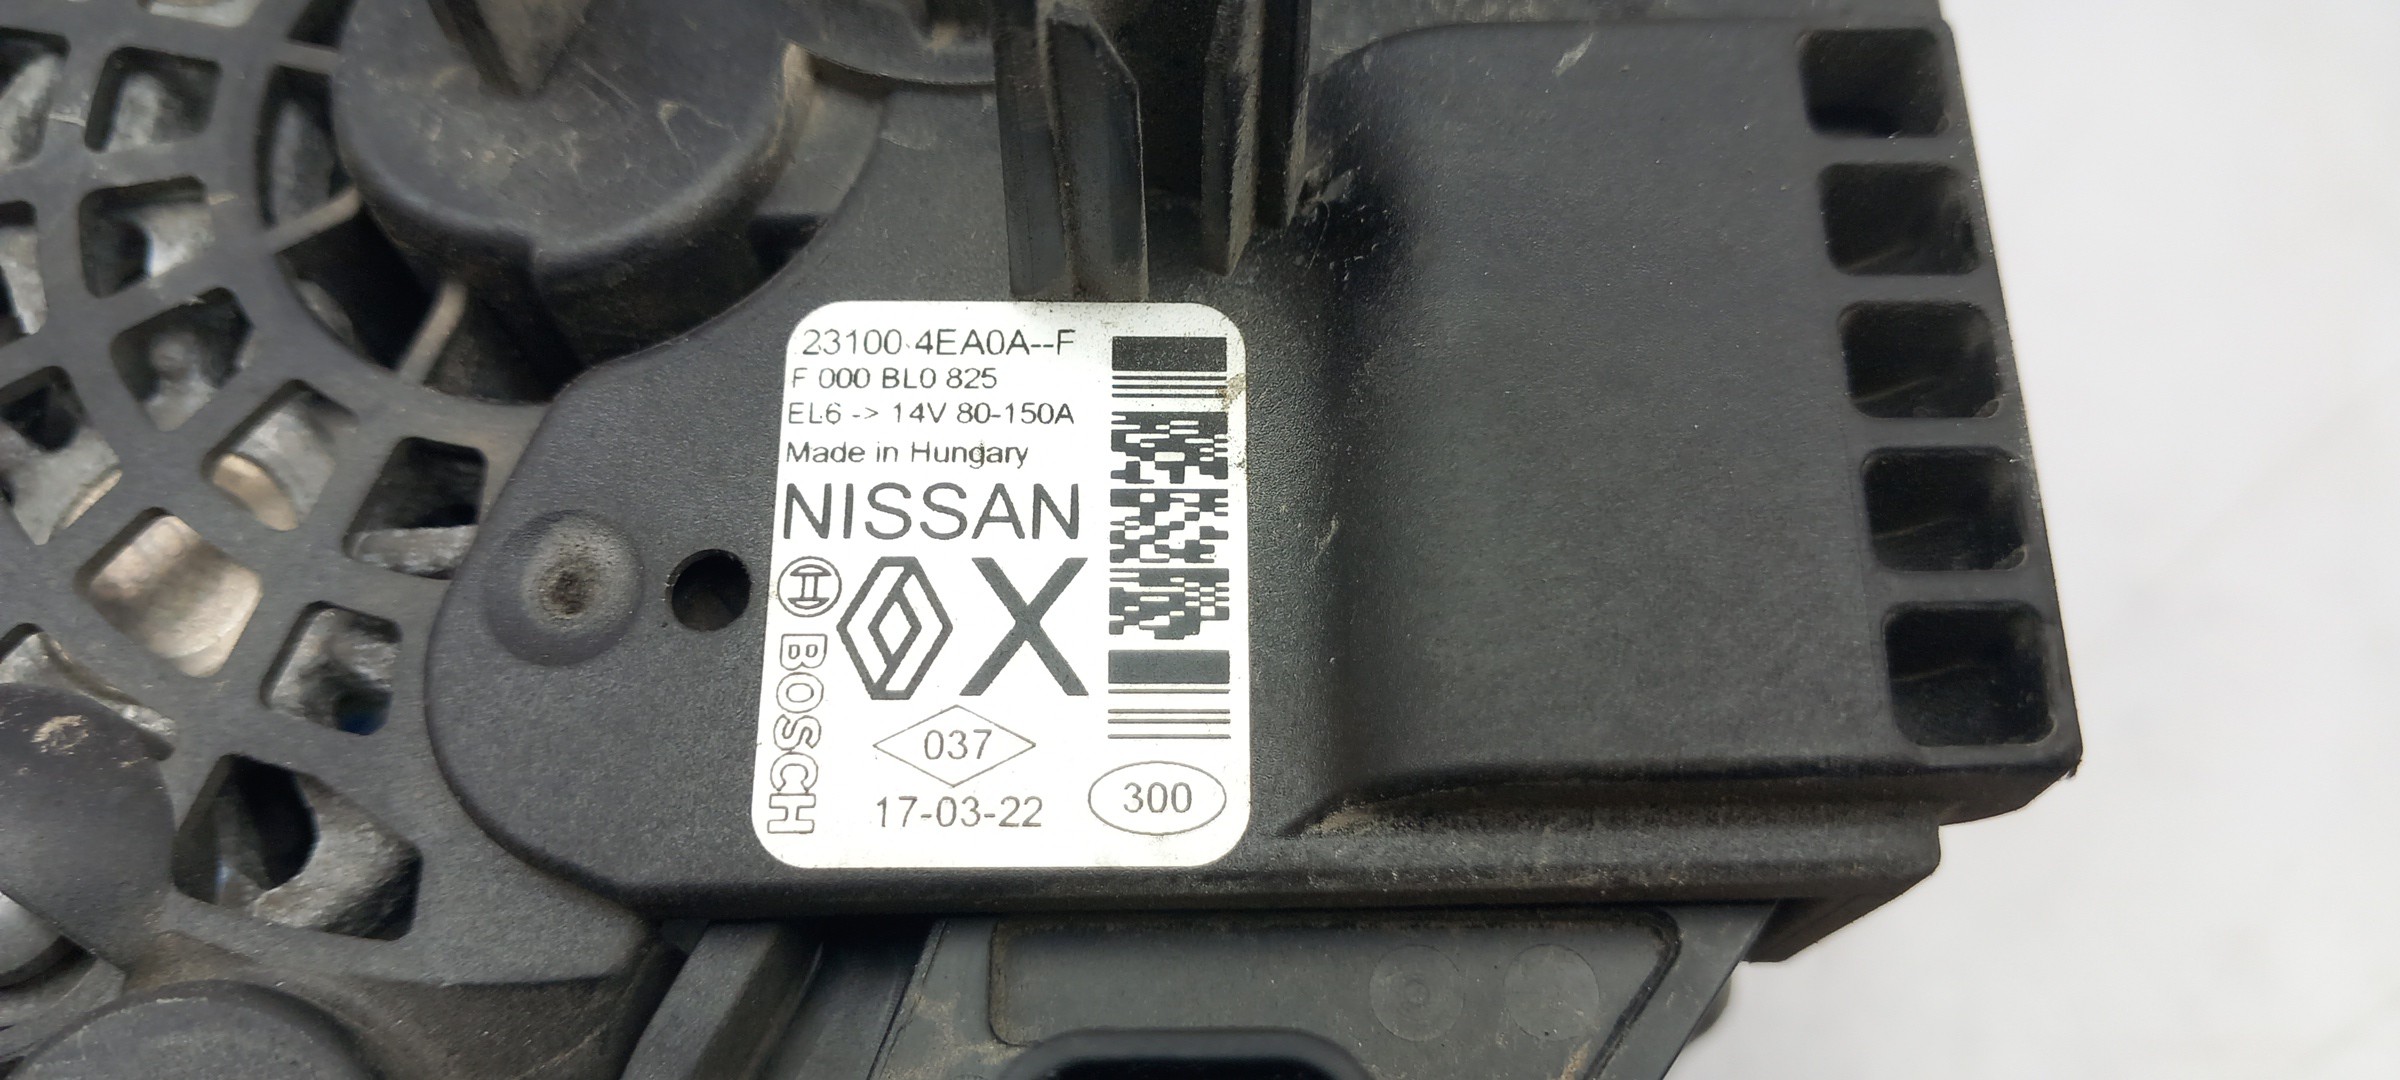 23100 4EA0A--F
F 000 BL0 825
EL6 -> 14V 80-150A
Made in Hungary
NISSAN
X
BOSCH
037
17-03-22
300